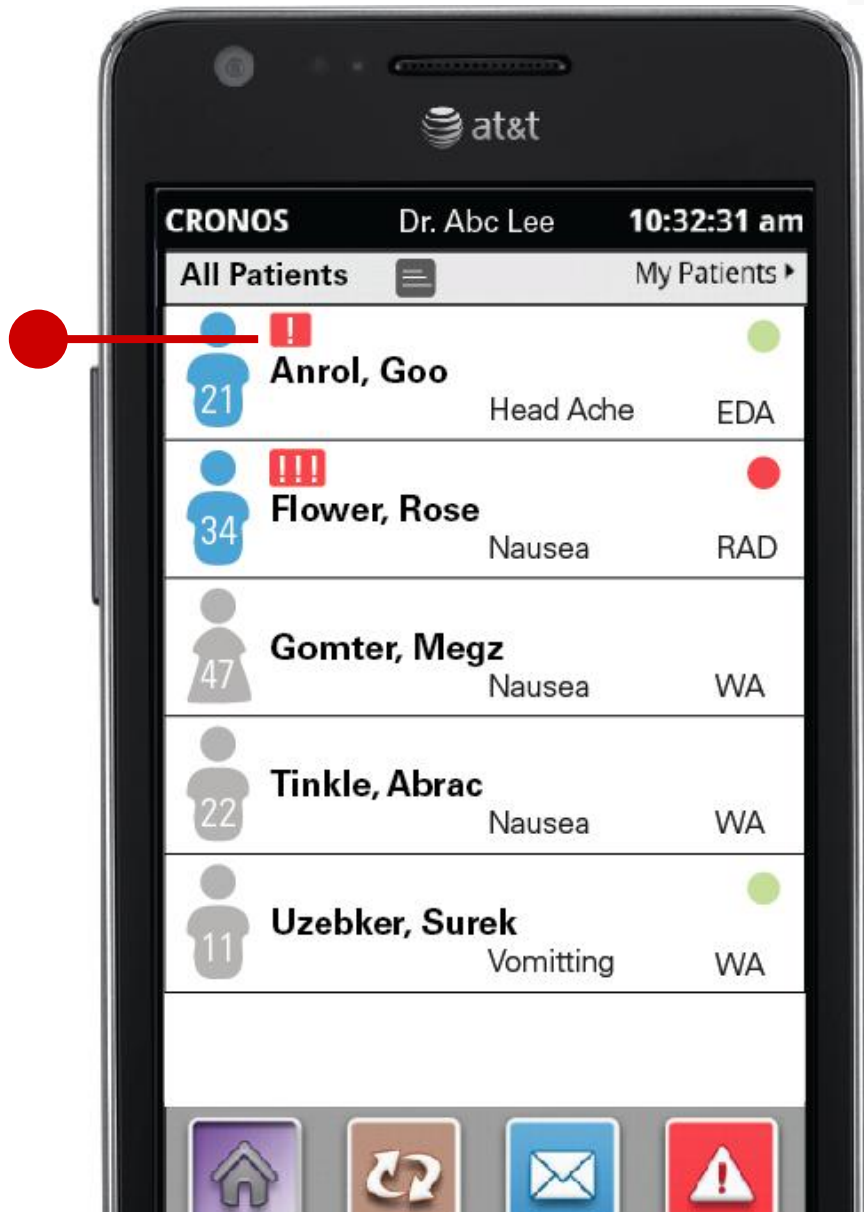 at&t
CRONOS Dr. Abc Lee 10:32:31 am
All Patients My Patients
!
Anrol, Goo
21
Head Ache EDA
!!!
Flower, Rose
34
Nausea RAD
Gomter, Megz
47
Nausea WA
Tinkle, Abrac
22
Nausea WA
Uzebker, Surek
11
Vomitting WA